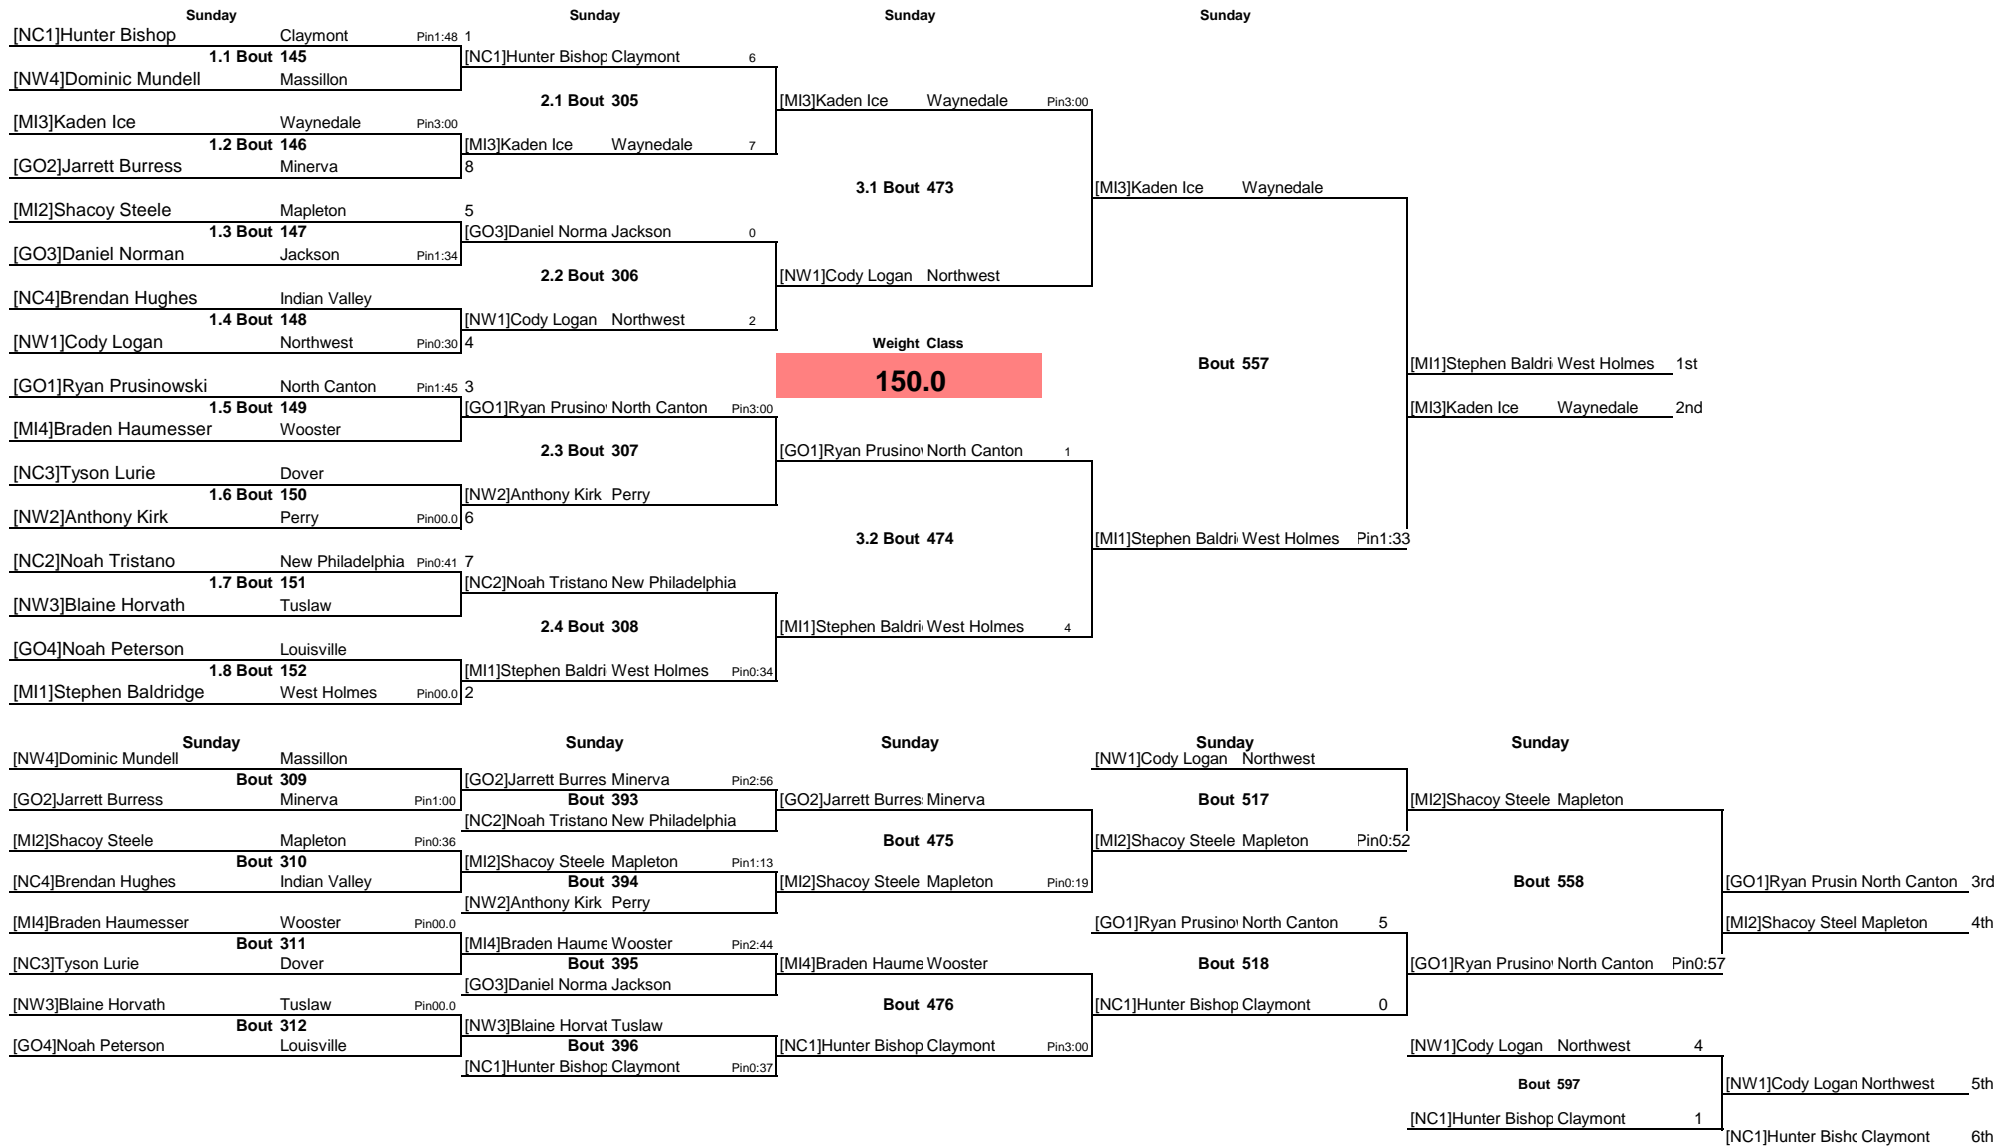 Sunday Sunday Sunday Sunday
[NC1]Hunter Bishop Claymont Pin1:48 1
1.1 Bout 145 [NC1]Hunter Bishop Claymont 6
[NW4]Dominic Mundell Massillon
2.1 Bout 305 [MI3]Kaden Ice Waynedale Pin3:00
[MI3]Kaden Ice Waynedale Pin3:00
1.2 Bout 146 [MI3]Kaden Ice Waynedale 7
[GO2]Jarrett Burress Minerva 8
3.1 Bout 473 [MI3]Kaden Ice Waynedale
[MI2]Shacoy Steele Mapleton 5
1.3 Bout 147 [GO3]Daniel Norma Jackson 0
[GO3]Daniel Norman Jackson Pin1:34
2.2 Bout 306 [NW1]Cody Logan Northwest
[NC4]Brendan Hughes Indian Valley
1.4 Bout 148 [NW1]Cody Logan Northwest 2
[NW1]Cody Logan Northwest Pin0:30 4
Weight Class
Bout 557 [MI1]Stephen Baldri West Holmes 1st
150.0
[GO1]Ryan Prusinowski North Canton Pin1:45 3
1.5 Bout 149 [GO1]Ryan Prusino North Canton Pin3:00 [MI3]Kaden Ice Waynedale 2nd
[MI4]Braden Haumesser Wooster
2.3 Bout 307 [GO1]Ryan Prusino North Canton 1
[NC3]Tyson Lurie Dover
1.6 Bout 150 [NW2]Anthony Kirk Perry
[NW2]Anthony Kirk Perry Pin00.0 6
3.2 Bout 474 [MI1]Stephen Baldri West Holmes Pin1:33
[NC2]Noah Tristano New Philadelphia Pin0:41 7
1.7 Bout 151 [NC2]Noah Tristano New Philadelphia
[NW3]Blaine Horvath Tuslaw
2.4 Bout 308 [MI1]Stephen Baldri West Holmes 4
[GO4]Noah Peterson Louisville
1.8 Bout 152 [MI1]Stephen Baldri West Holmes Pin0:34
[MI1]Stephen Baldridge West Holmes Pin00.0 2
Sunday Sunday Sunday Sunday Sunday
[NW4]Dominic Mundell Massillon [NW1]Cody Logan Northwest
Bout 309 [GO2]Jarrett Burres Minerva Pin2:56
[GO2]Jarrett Burress Minerva Pin1:00 Bout 393 [GO2]Jarrett Burres Minerva Bout 517 [MI2]Shacoy Steele Mapleton
[NC2]Noah Tristano New Philadelphia
[MI2]Shacoy Steele Mapleton Pin0:36 Bout 475 [MI2]Shacoy Steele Mapleton Pin0:52
Bout 310 [MI2]Shacoy Steele Mapleton Pin1:13
[NC4]Brendan Hughes Indian Valley Bout 394 [MI2]Shacoy Steele Mapleton Pin0:19 Bout 558 [GO1]Ryan Prusin North Canton 3rd
[NW2]Anthony Kirk Perry
[MI4]Braden Haumesser Wooster Pin00.0 [GO1]Ryan Prusino North Canton 5 [MI2]Shacoy Steel Mapleton 4th
Bout 311 [MI4]Braden Haume Wooster Pin2:44
[NC3]Tyson Lurie Dover Bout 395 [MI4]Braden Haume Wooster Bout 518 [GO1]Ryan Prusino North Canton Pin0:57
[GO3]Daniel Norma Jackson
[NW3]Blaine Horvath Tuslaw Pin00.0 Bout 476 [NC1]Hunter Bishop Claymont 0
Bout 312 [NW3]Blaine Horvat Tuslaw
[GO4]Noah Peterson Louisville Bout 396 [NC1]Hunter Bishop Claymont Pin3:00 [NW1]Cody Logan Northwest 4
[NC1]Hunter Bishop Claymont Pin0:37
Bout 597 [NW1]Cody Logan Northwest 5th
[NC1]Hunter Bishop Claymont 1
[NC1]Hunter Bisho Claymont 6th